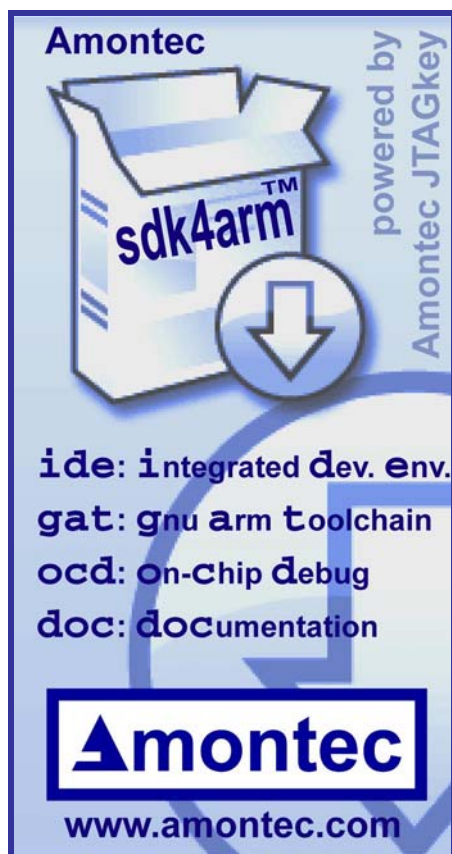 Amontec
sdk4arm™
powered by
Amontec JTAGkey
ide: integrated dev. env.
gat: gnu arm toolchain
ocd: on-chip debug
doc: documentation
Amontec
www.amontec.com